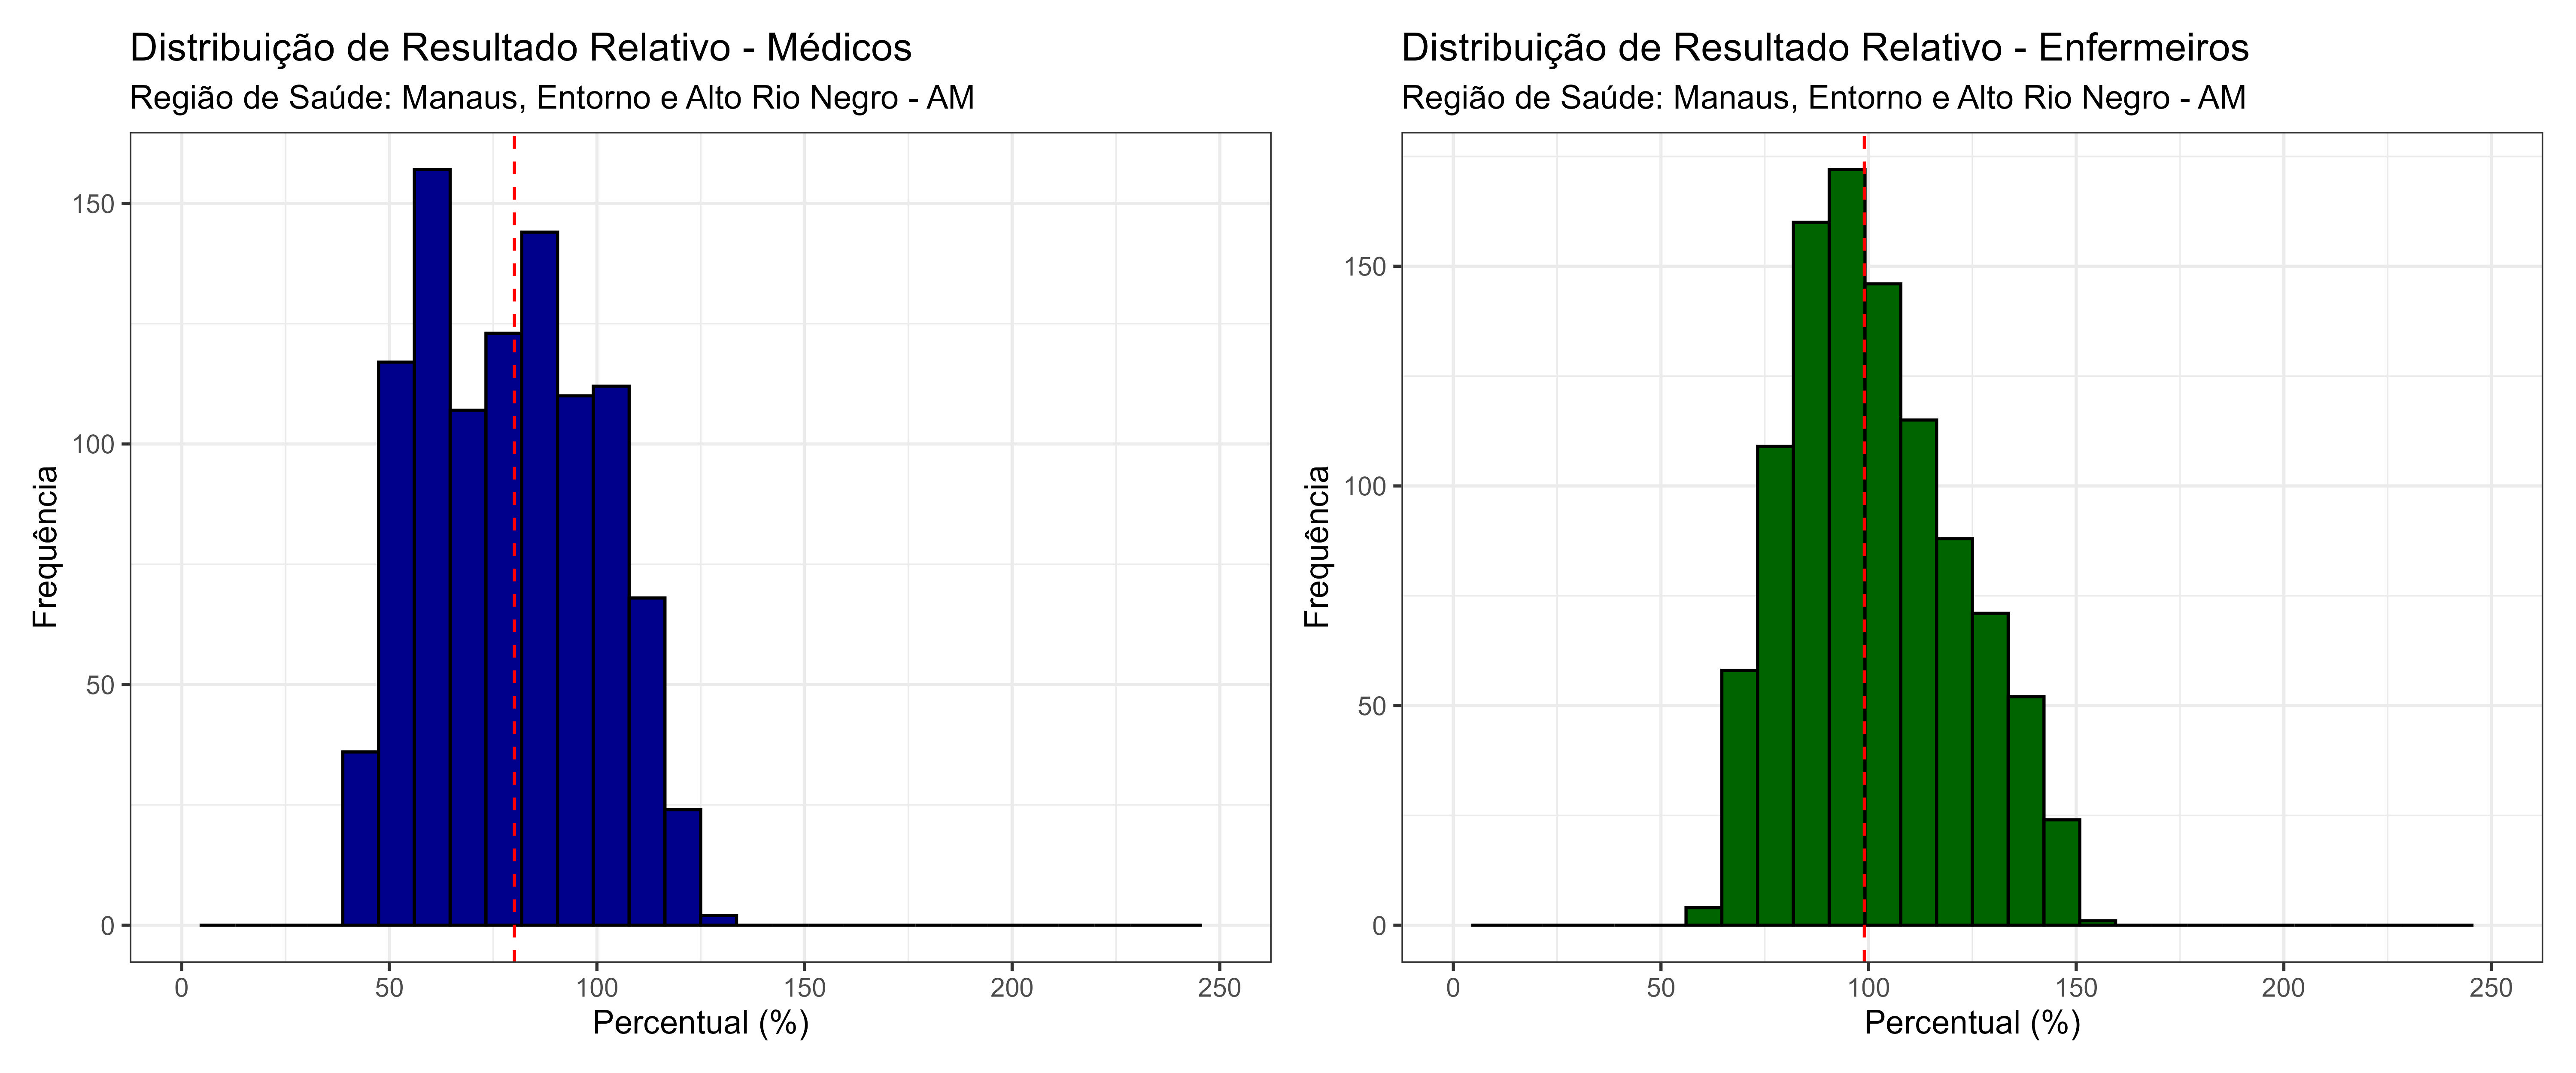 Distribuição de Resultado Relativo - Médicos
Região de Saúde: Manaus, Entorno e Alto Rio Negro - AM
Frequência
150
100
50
0
0 50 100 150 200 250
Percentual (%)
Distribuição de Resultado Relativo - Enfermeiros
Região de Saúde: Manaus, Entorno e Alto Rio Negro - AM
Frequência
150
100
50
0
0 50 100 150 200 250
Percentual (%)